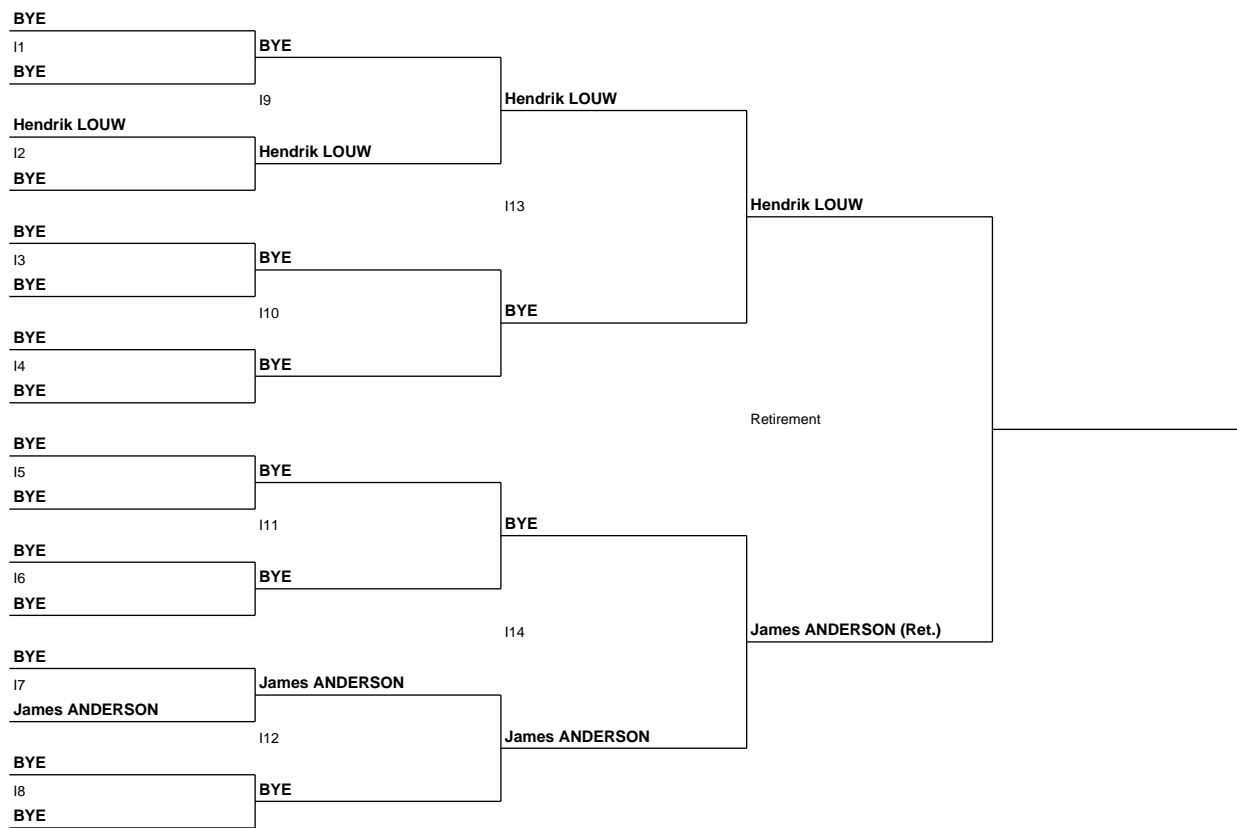 BYE
I1
BYE
BYE
I9
Hendrik LOUW
Hendrik LOUW
I2
Hendrik LOUW
BYE
I13
Hendrik LOUW
BYE
I3
BYE
BYE
I10
BYE
BYE
I4
BYE
BYE
Retirement
BYE
I5
BYE
BYE
I11
BYE
BYE
I6
BYE
BYE
I14
James ANDERSON (Ret.)
BYE
I7
James ANDERSON
James ANDERSON
I12
James ANDERSON
BYE
I8
BYE
BYE